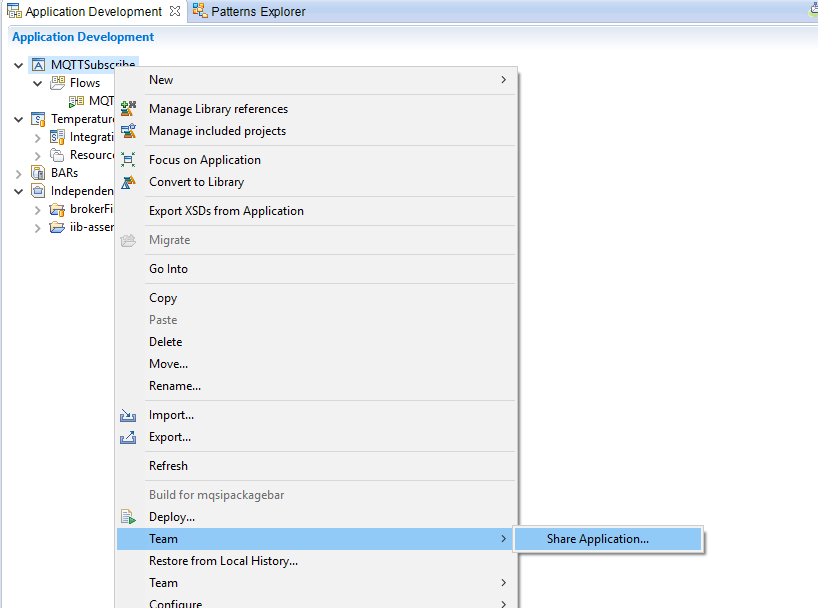 Application Development
Patterns Explorer
Application Development
MQTTSubscribe
Flows
MQT
Temperature
Integrati
Resourc
BARs
Independen
brokerFi
iib-asser
New
Manage Library references
Manage included projects
Focus on Application
Convert to Library
Export XSDs from Application
Migrate
Go Into
Copy
Paste
Delete
Move...
Rename...
Import...
Export...
Refresh
Build for mqsipackagebar
Deploy...
Team
Share Application...
Restore from Local History...
Team
Configure